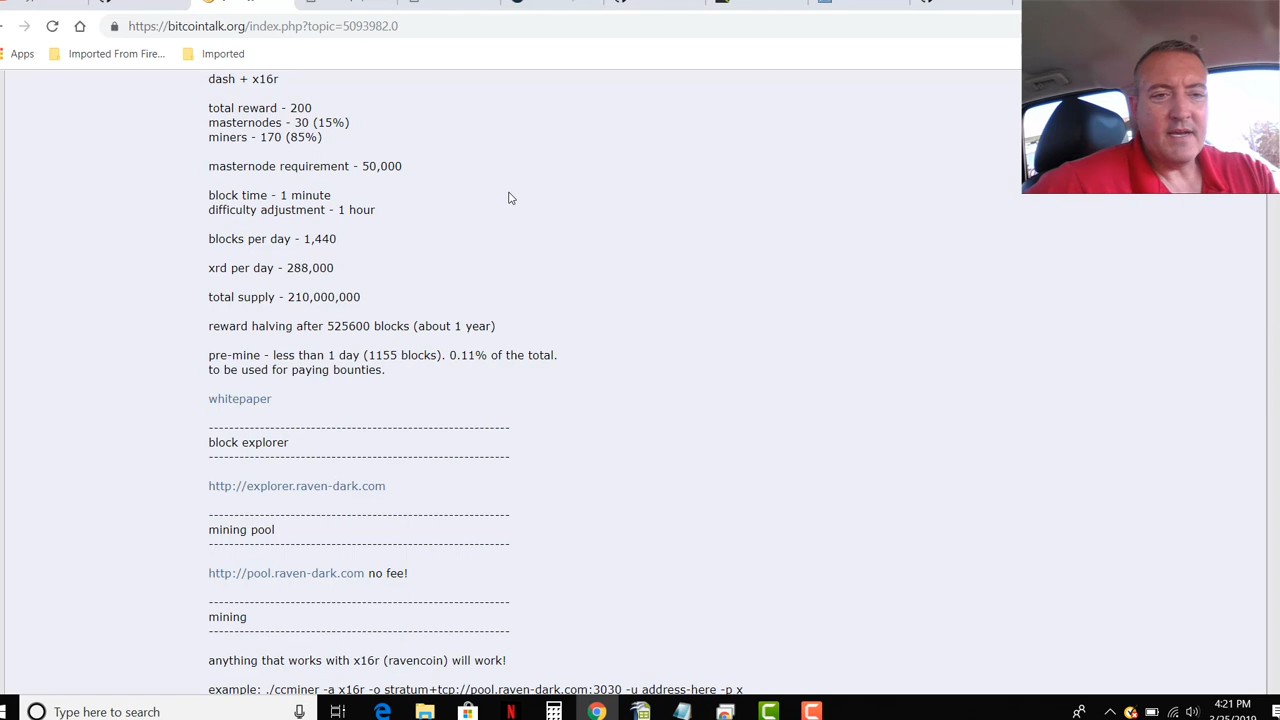 https://bitcointalk.org/index.php?topic=5093982.0
Apps
Imported From Fire...
Imported
dash + x16r
total reward - 200
masternodes - 30 (15%)
miners - 170 (85%)
masternode requirement - 50,000
block time - 1 minute
difficulty adjustment - 1 hour
blocks per day - 1,440
xrd per day - 288,000
total supply - 210,000,000
reward halving after 525600 blocks (about 1 year)
pre-mine - less than 1 day (1155 blocks). 0.11% of the total.
to be used for paying bounties.
whitepaper
----------------------------------------------------------
block explorer
----------------------------------------------------------
http://explorer.raven-dark.com
----------------------------------------------------------
mining pool
----------------------------------------------------------
http://pool.raven-dark.com no fee!
----------------------------------------------------------
mining
----------------------------------------------------------
anything that works with x16r (ravencoin) will work!
example: ./ccminer -a x16r -o stratum+tcp://pool.raven-dark.com:3030 -u address-here -p x
Type here to search
4:21 PM